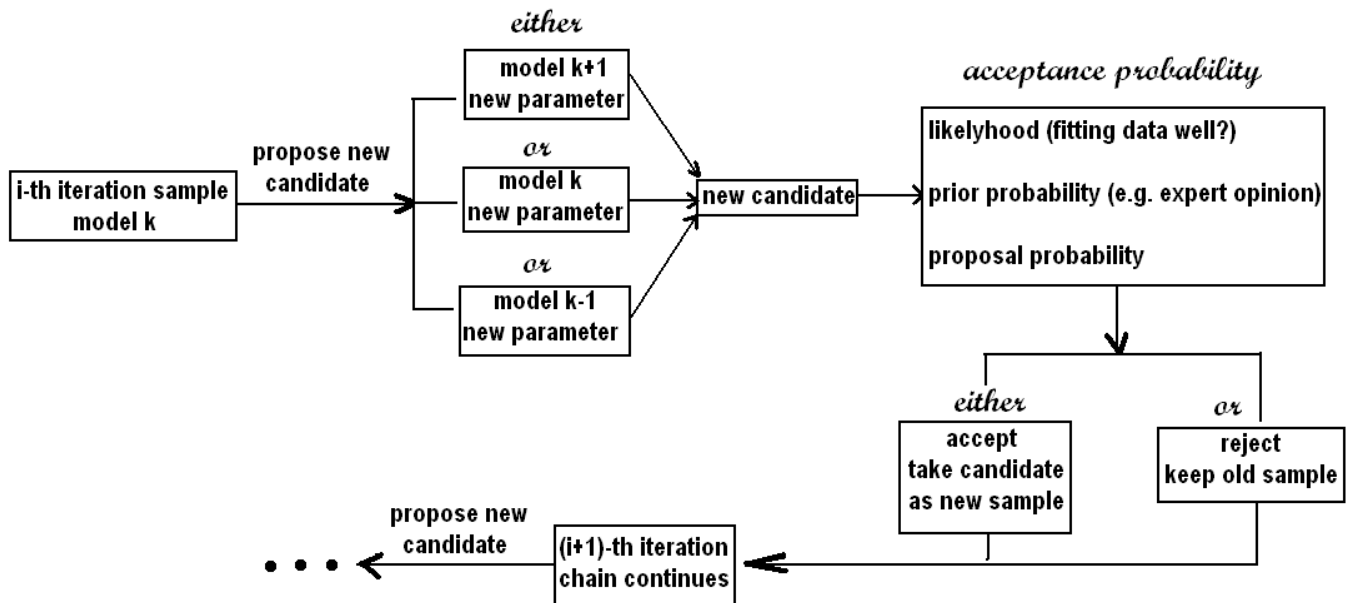 i-th iteration sample
model k
propose new
candidate
either
model k+1
new parameter
or
model k
new parameter
or
model k-1
new parameter
new candidate
acceptance probability
likelyhood (fitting data well?)
prior probability (e.g. expert opinion)
proposal probability
either
accept
take candidate
as new sample
or
reject
keep old sample
(i+1)-th iteration
chain continues
propose new
candidate